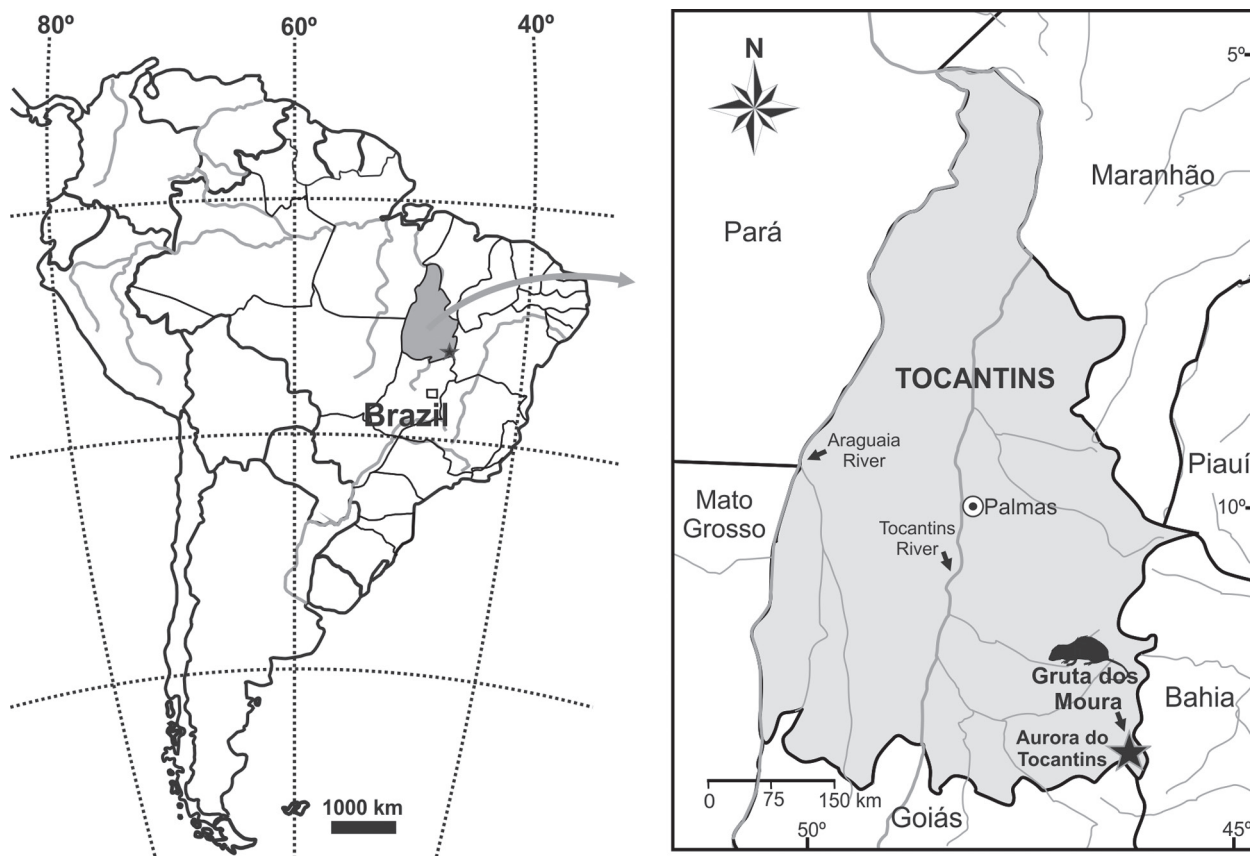 80º
60º
40º
Brazil
1000 km
N
5º
Maranhão
Pará
TOCANTINS
Araguaia
River
Piauí
Mato
Grosso
Palmas
10º
Tocantins
River
Gruta dos
Moura
Bahia
Aurora do
Tocantins
0 75 150 km
Goiás
50º
45º